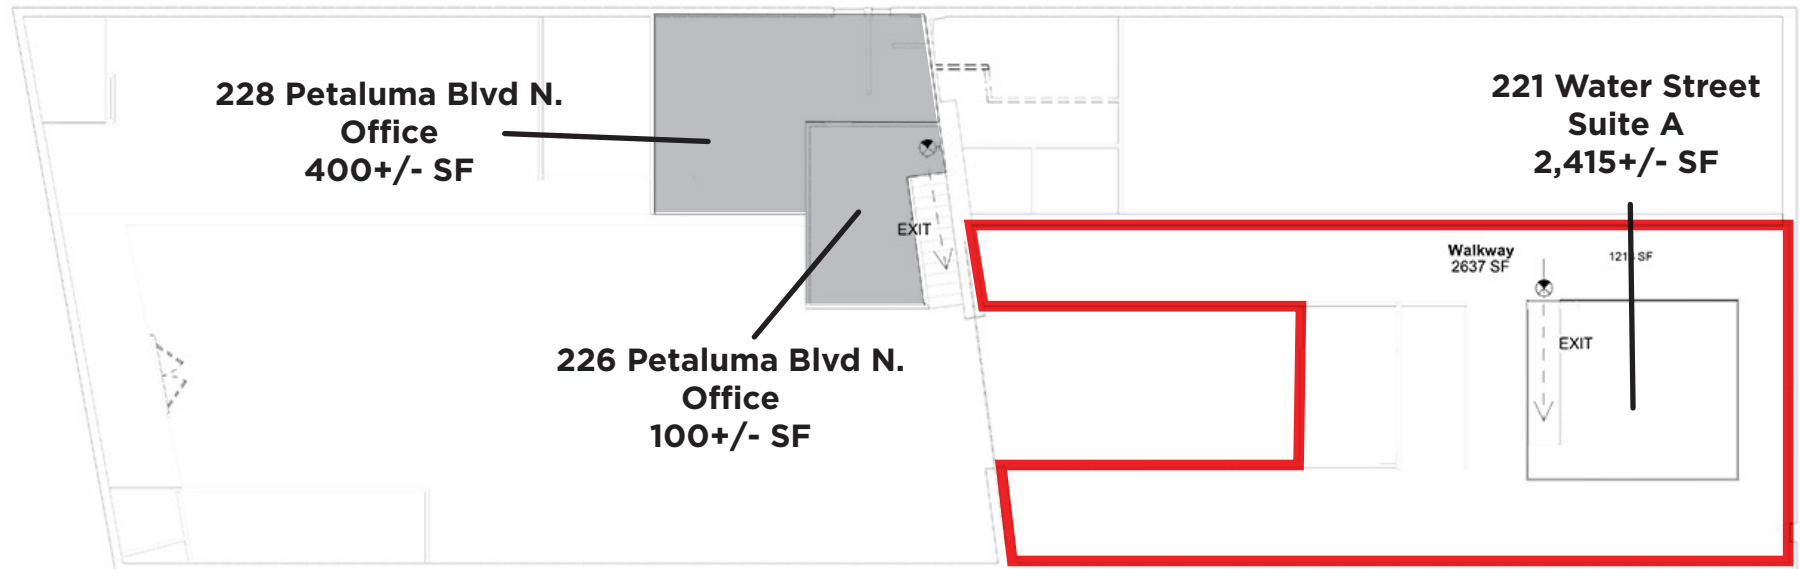 228 Petaluma Blvd N.
Office
400+/- SF
226 Petaluma Blvd N.
Office
100+/- SF
EXIT
221 Water Street
Suite A
2,415+/- SF
Walkway
2637 SF
SF
EXIT